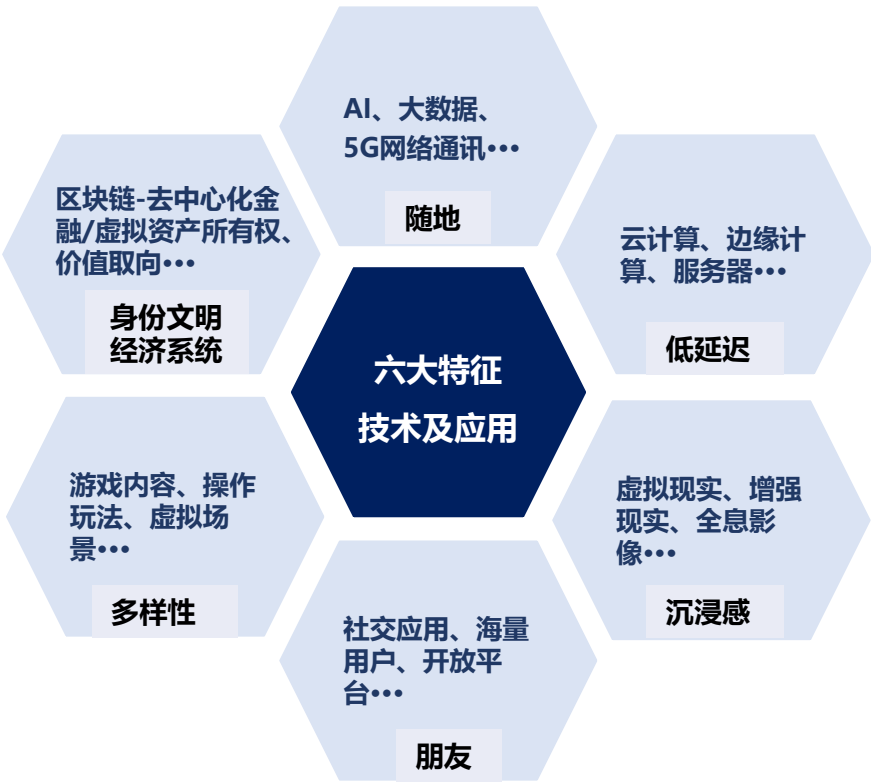 AI、大数据、
5G网络通讯···
随地
区块链-去中心化金
融/虚拟资产所有权、
价值取向···
身份文明
经济系统
云计算、边缘计
算、服务器···
低延迟
六大特征
技术及应用
游戏内容、操作
玩法、虚拟场
景···
多样性
虚拟现实、增强
现实、全息影
像···
沉浸感
社交应用、海量
用户、开放平
台···
朋友